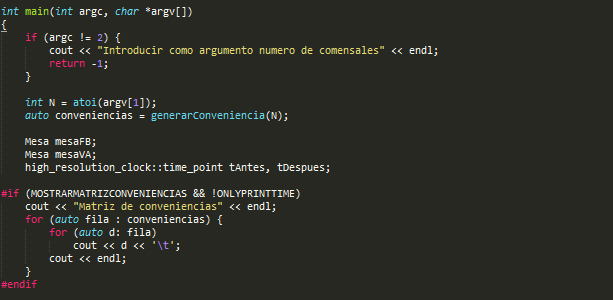 int main(int argc, char *argv[])
{
    if (argc != 2) {
        cout << "Introducir como argumento numero de comensales" << endl;
        return -1;
    }
    int N = atoi(argv[1]);
    auto conveniencias = generarConveniencia(N);
    Mesa mesaFB;
    Mesa mesaVA;
    high_resolution_clock::time_point tAntes, tDespues;
#if (MOSTRARMATRIZCONVENIENCIAS && !ONLYPRINTTIME)
    cout << "Matriz de conveniencias" << endl;
    for (auto fila : conveniencias) {
        for (auto d: fila)
            cout << d << '\t';
        cout << endl;
    }
#endif